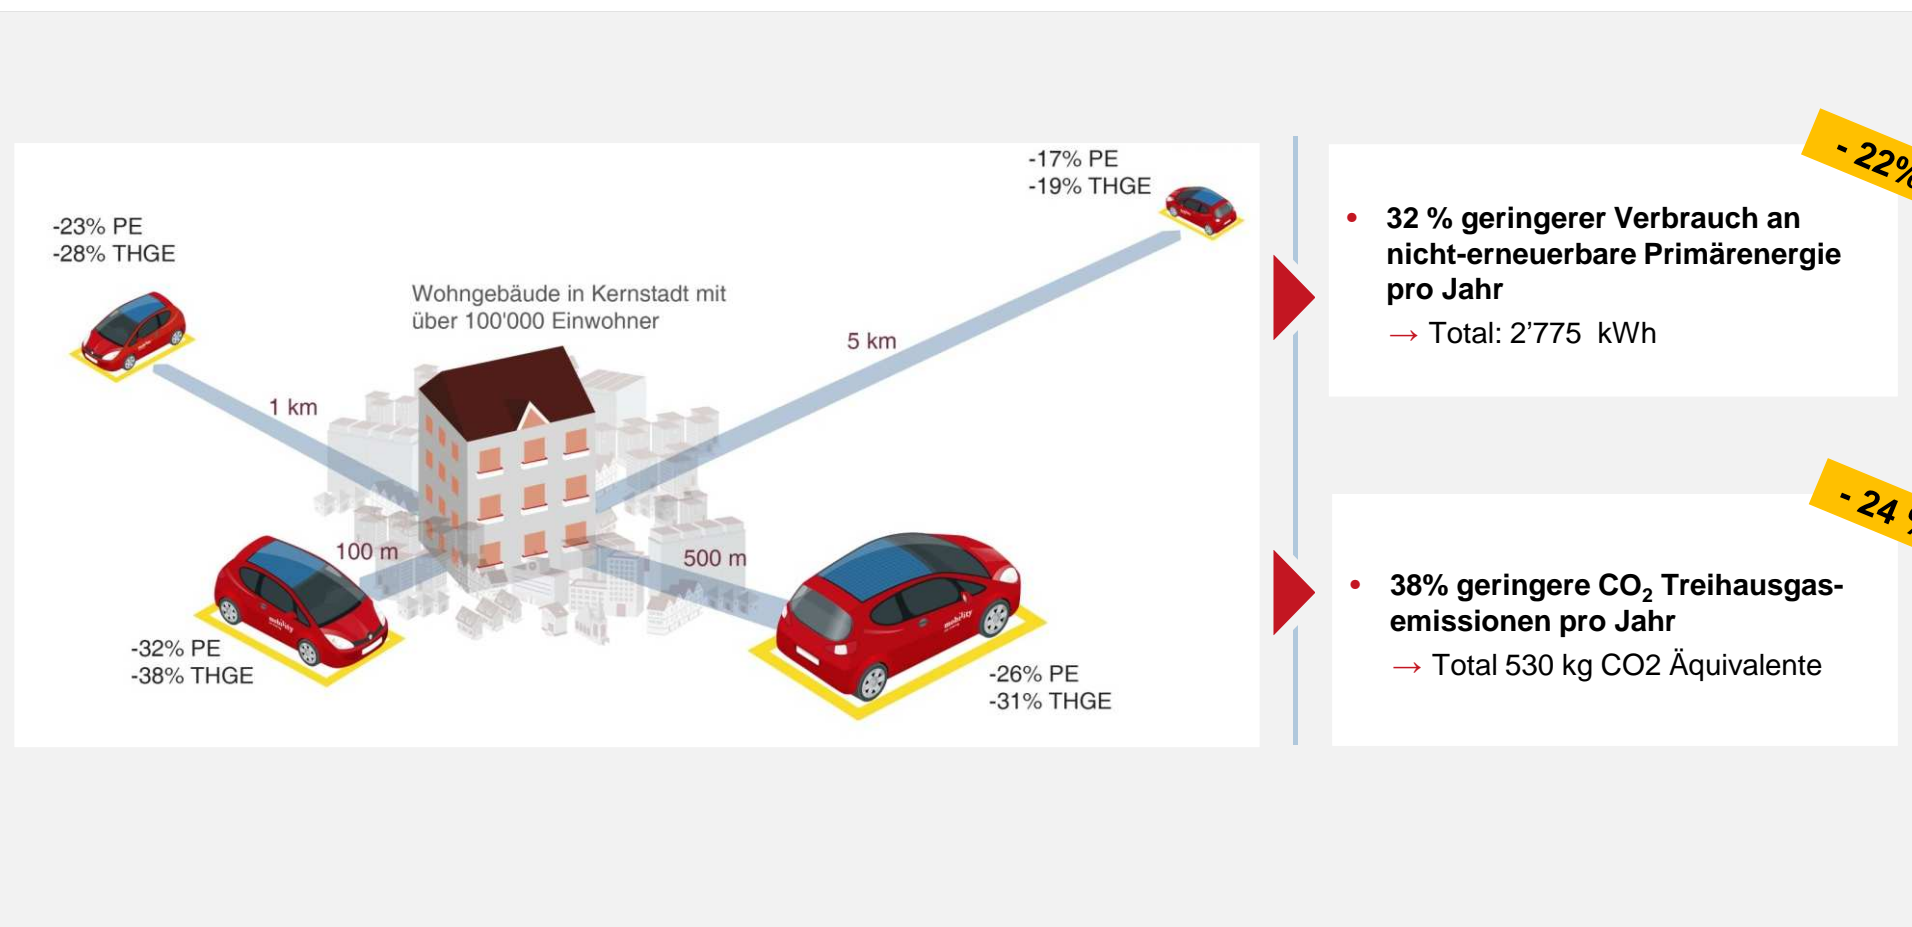 -23% PE
-28% THGE
1 km
Wohngebäude in Kernstadt mit
über 100'000 Einwohner
-17% PE
-19% THGE
5 km
100 m
-32% PE
-38% THGE
mobility
500 m
mobility
-26% PE
-31% THGE
- 22%
• 32 % geringerer Verbrauch an
nicht-erneuerbare Primärenergie
pro Jahr
→ Total: 2’775 kWh
- 24 %
• 38% geringere CO₂ Treihausgas-
emissionen pro Jahr
→ Total 530 kg CO2 Äquivalente